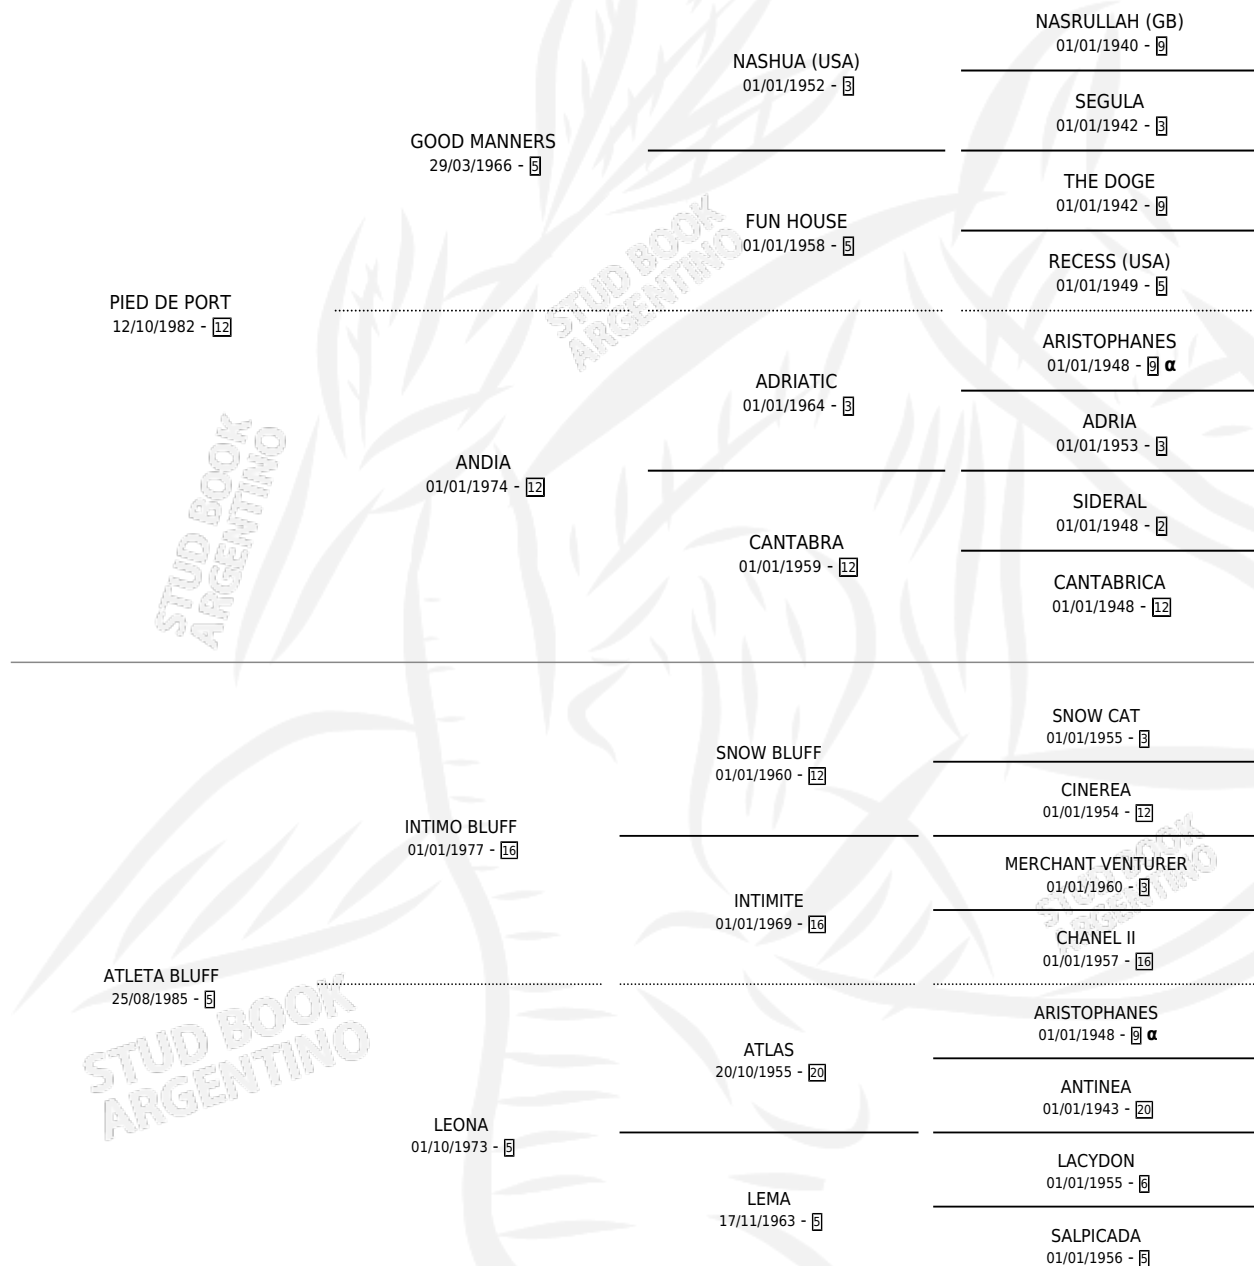 NASRULLAH (GB)
01/01/1940 - 9
NASHUA (USA)
01/01/1952 - 3
SEGULA
01/01/1942 - 3
GOOD MANNERS
29/03/1966 - 5
THE DOGE
01/01/1942 - 9
FUN HOUSE
01/01/1958 - 5
RECESS (USA)
01/01/1949 - 5
PIED DE PORT
12/10/1982 - 12
ARISTOPHANES
01/01/1948 - 9 α
ADRIATIC
01/01/1964 - 3
ADRIA
01/01/1953 - 3
ANDIA
01/01/1974 - 12
SIDERAL
01/01/1948 - 2
CANTABRA
01/01/1959 - 12
CANTABRICA
01/01/1948 - 12
SNOW CAT
01/01/1955 - 3
SNOW BLUFF
01/01/1960 - 12
CINEREA
01/01/1954 - 12
INTIMO BLUFF
01/01/1977 - 16
MERCHANT VENTURER
01/01/1960 - 3
INTIMITE
01/01/1969 - 16
CHANEL II
01/01/1957 - 16
ATLETA BLUFF
25/08/1985 - 5
ARISTOPHANES
01/01/1948 - 9 α
ATLAS
20/10/1955 - 20
ANTINEA
01/01/1943 - 20
LEONA
01/10/1973 - 5
LACYDON
01/01/1955 - 6
LEMA
17/11/1963 - 5
SALPICADA
01/01/1956 - 5
STUD BOOK
ARGENTINO
STUD BOOK
ARGENTINO
STUD BOOK
ARGENTINO
STUD BOOK
ARGENTINO